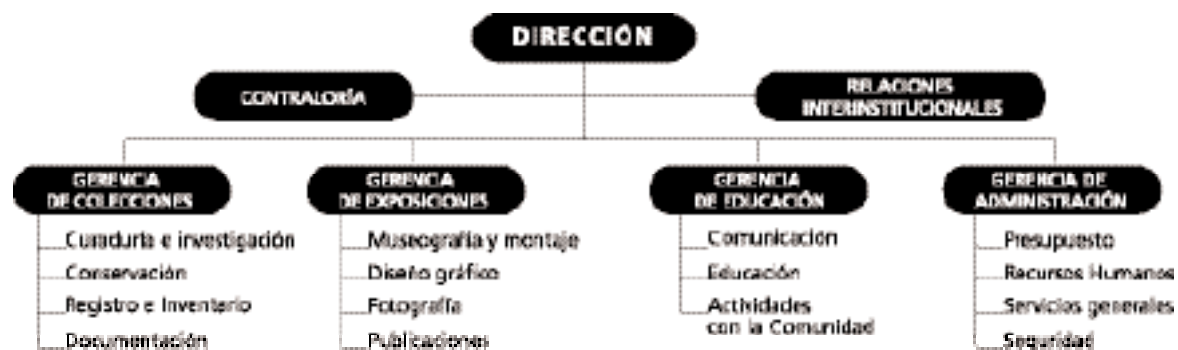 DIRECCIÓN
CONTRALORÍA
RELACIONES
INTERINSTITUCIONALES
GERENCIA
DE COLECCIONES
Curaduría e investigación
Conservación
Registro e Inventario
Documentación
GERENCIA
DE EXPOSICIONES
Museografía y montaje
Diseño gráfico
Fotografía
Publicaciones
GERENCIA
DE EDUCACIÓN
Comunicación
Educación
Actividades
con la Comunidad
GERENCIA DE
ADMINISTRACIÓN
Presupuesto
Recursos Humanos
Servicios generales
Seguridad